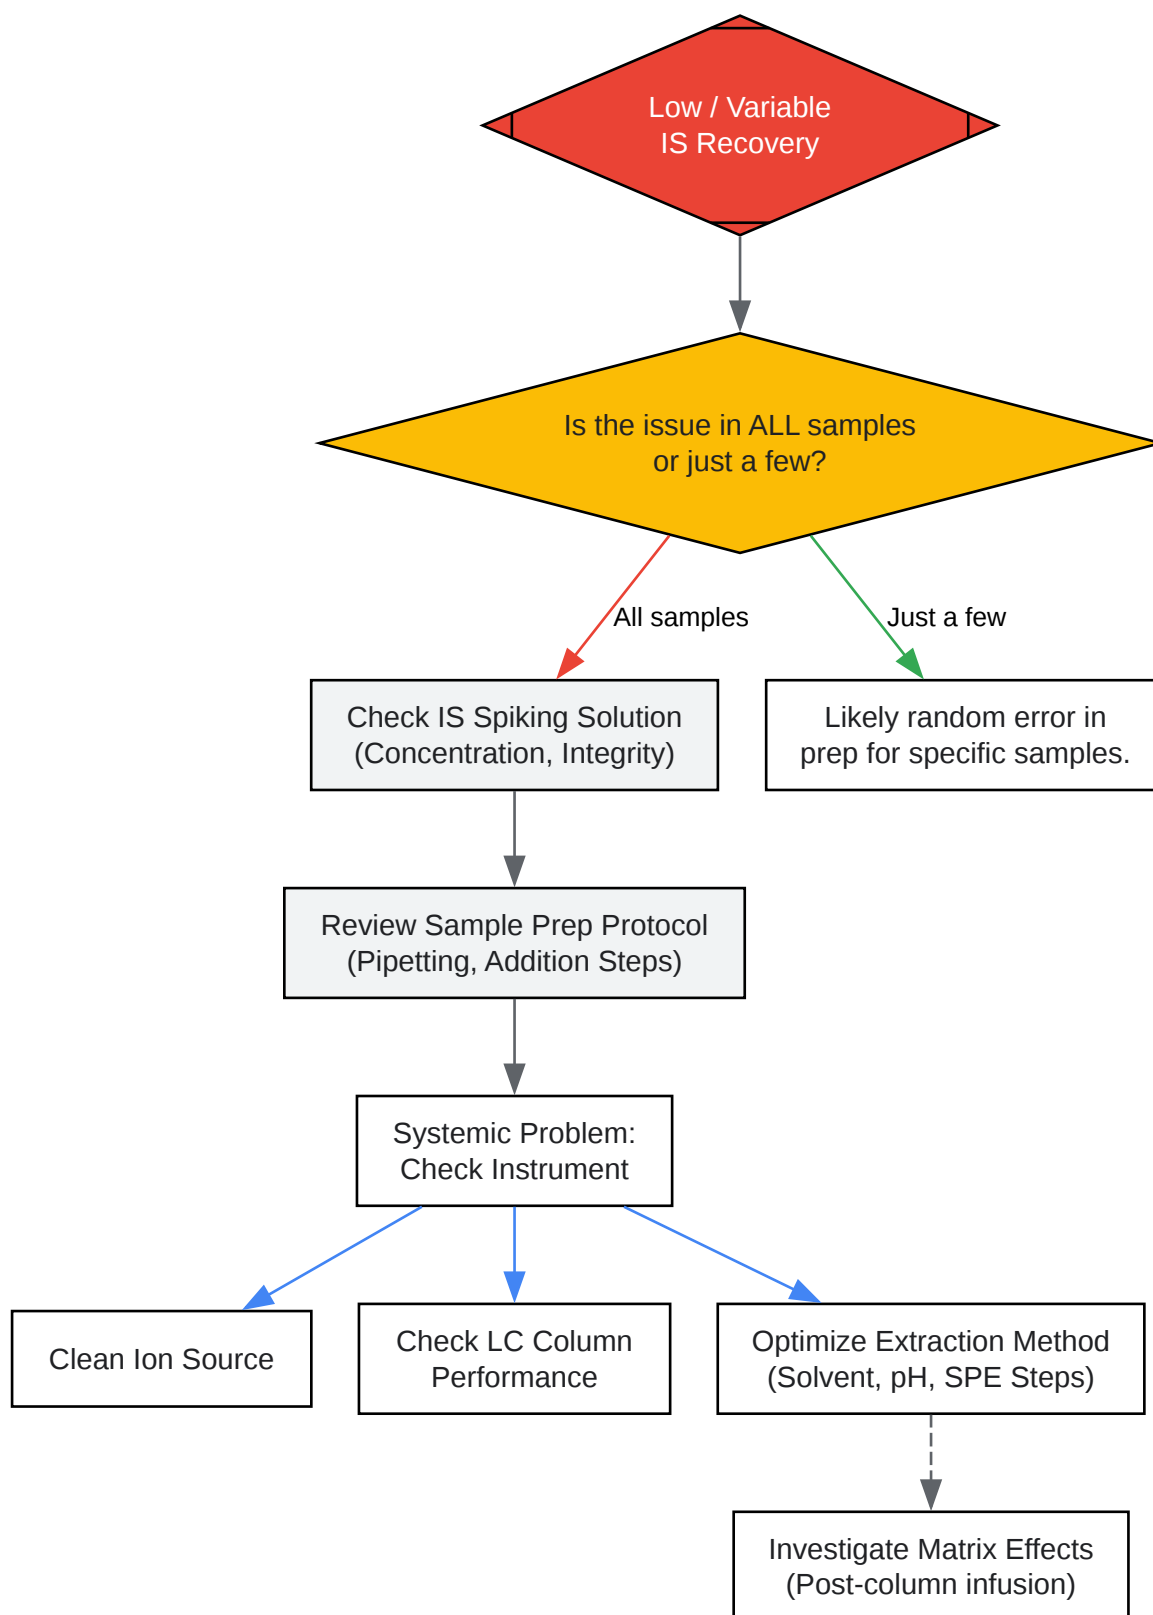 Low / Variable
IS Recovery
Is the issue in ALL samples
or just a few?
All samples
Just a few
Check IS Spiking Solution
(Concentration, Integrity)
Likely random error in
prep for specific samples.
Review Sample Prep Protocol
(Pipetting, Addition Steps)
Systemic Problem:
Check Instrument
Clean Ion Source
Check LC Column
Performance
Optimize Extraction Method
(Solvent, pH, SPE Steps)
Investigate Matrix Effects
(Post-column infusion)